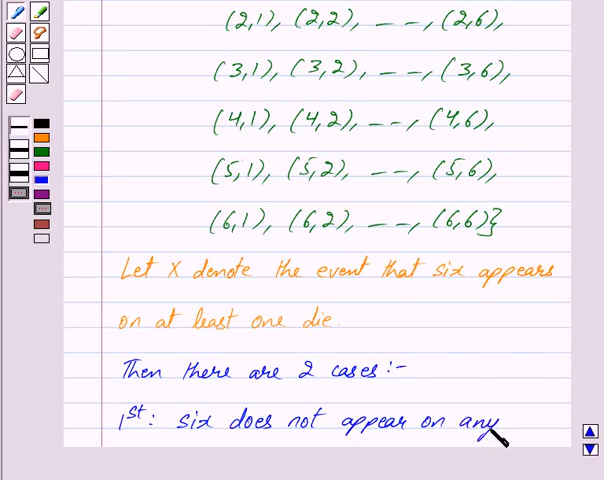 (2,1), (2,2), - - , (2,6),
(3,1), (3,2), - - , (3,6),
(4,1), (4,2), - - , (4,6),
(5,1), (5,2), - - , (5,6),
(6,1), (6,2), - - , (6,6)}
Let X denote the event that six appears
on at least one die.
Then there are 2 cases :-
1st : six does not appear on any